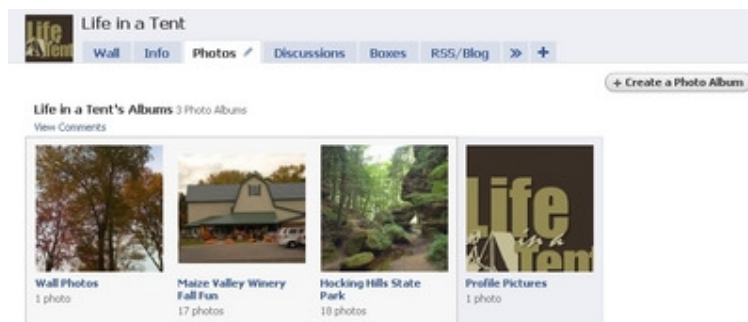 Life in a Tent
Life in a Tent
Wall Info Photos Discussions Boxes RSS/Blog » +
+ Create a Photo Album
Life in a Tent's Albums 3 Photo Albums
View Comments
Life
in a
Tent
Wall Photos
1 photo
Maize Valley Winery
Fall Fun
17 photos
Hocking Hills State
Park
18 photos
Profile Pictures
1 photo